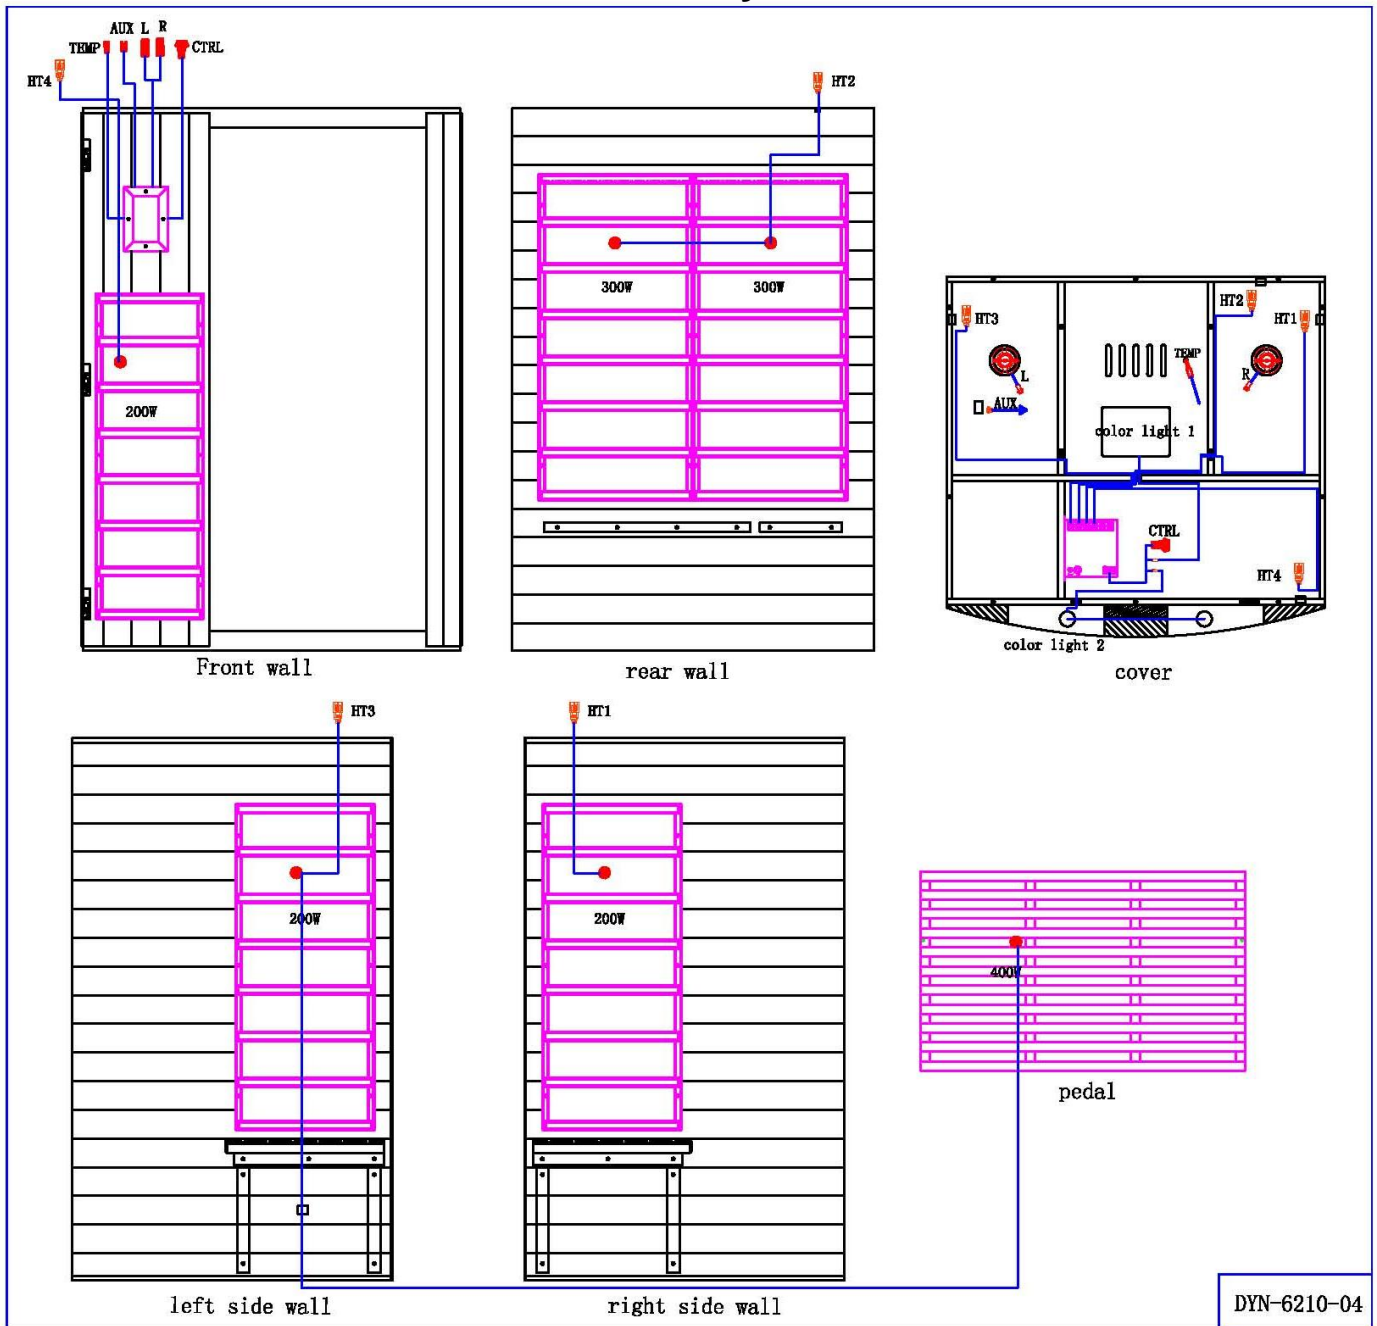 AUX L R
TEMP CTRL
HT4
HT2
300W 300W
200W
Front wall
rear wall
HT2
HT3 HT1
TEMP
L R
AUX
color light 1
CTRL
HT4
color light 2
cover
HT3
HT1
200W
200W
400W
pedal
left side wall
right side wall
DYN-6210-04